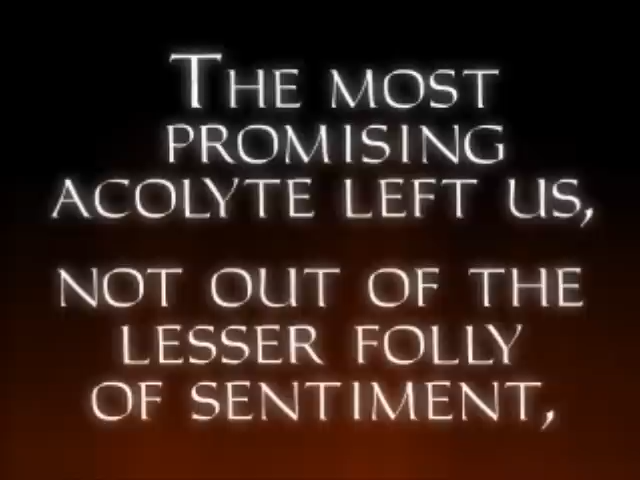 The most
promising
acolyte left us,
not out of the
lesser folly
of sentiment,